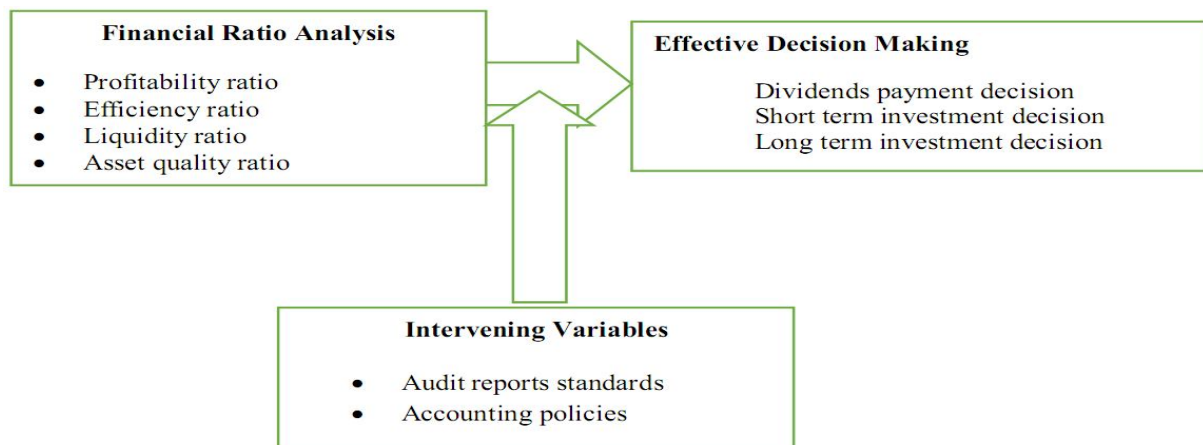 Financial Ratio Analysis
• Profitability ratio
• Efficiency ratio
• Liquidity ratio
• Asset quality ratio
Effective Decision Making
Dividends payment decision
Short term investment decision
Long term investment decision
Intervening Variables
• Audit reports standards
• Accounting policies